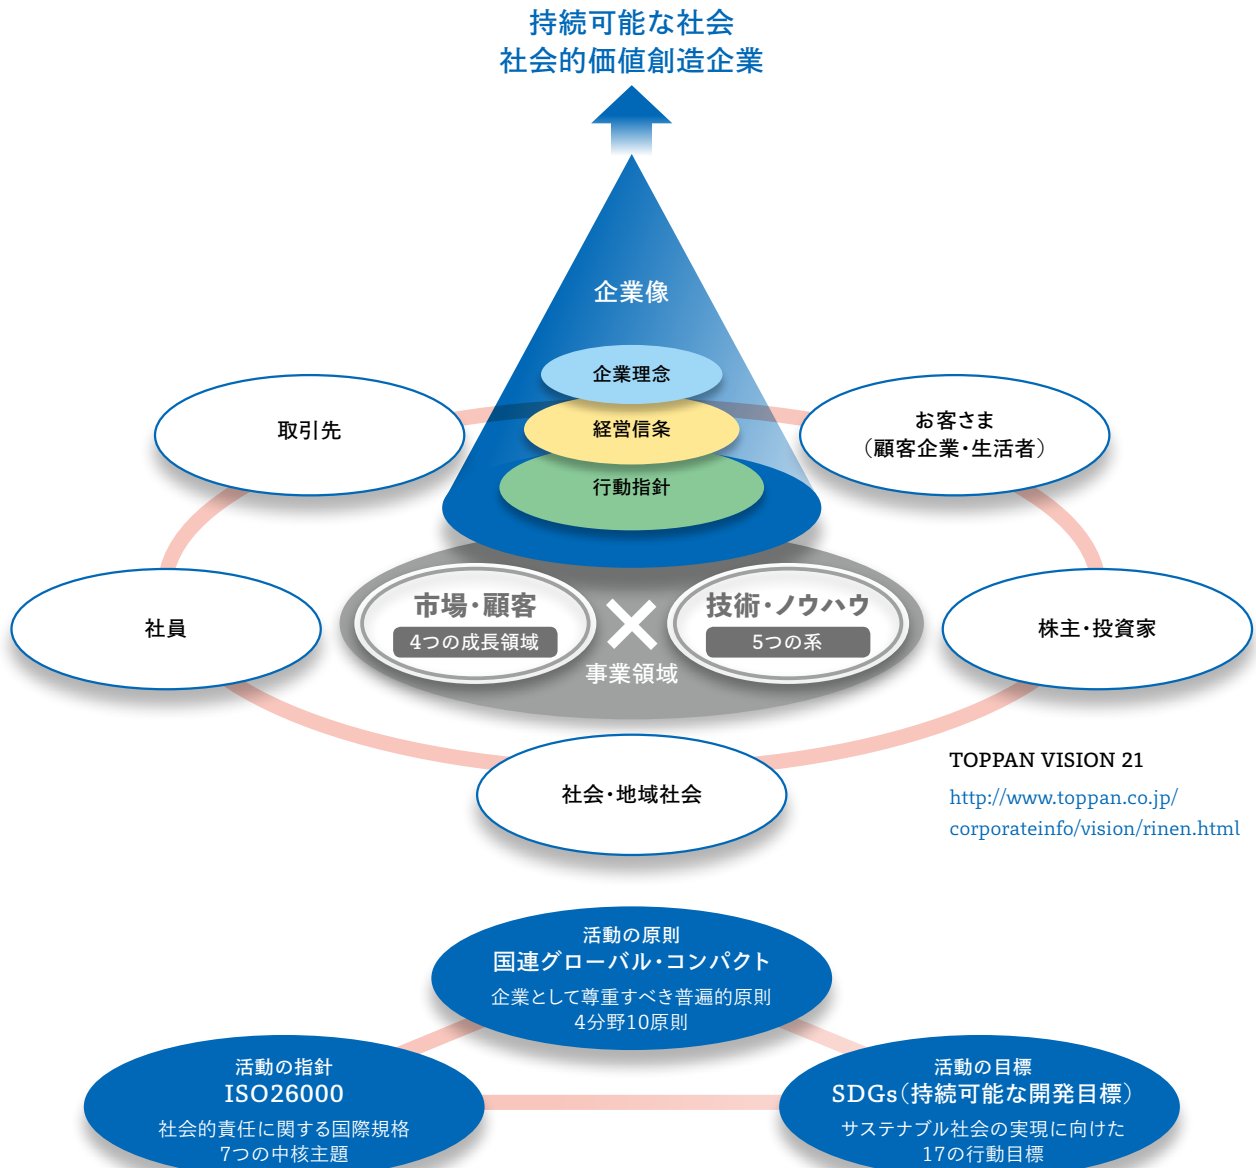 持続可能な社会
社会的価値創造企業
企業像
企業理念
経営信条
行動指針
取引先
お客さま
（顧客企業・生活者）
市場・顧客
4つの成長領域
技術・ノウハウ
5つの系
事業領域
社員
株主・投資家
社会・地域社会
TOPPAN VISION 21
http://www.toppan.co.jp/
corporateinfo/vision/rinen.html
活動の原則
国連グローバル・コンパクト
企業として尊重すべき普遍的原則
4分野10原則
活動の指針
ISO26000
社会的責任に関する国際規格
7つの中核主題
活動の目標
SDGs（持続可能な開発目標）
サステナブル社会の実現に向けた
17の行動目標